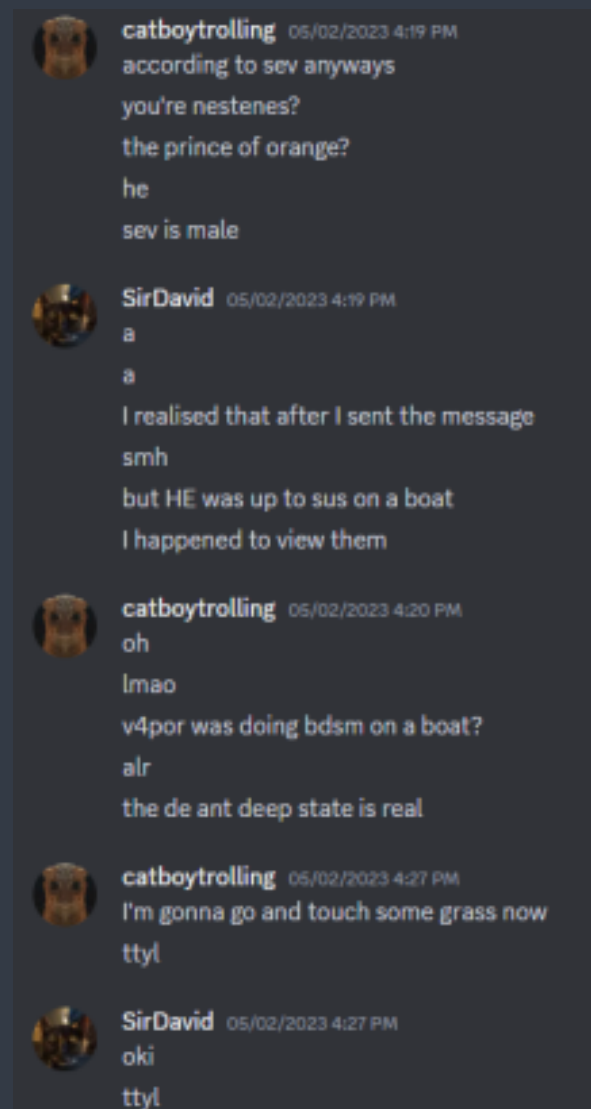 catboytrolling 05/02/2023 4:19 PM
according to sev anyways
you're nestenes?
the prince of orange?
he
sev is male
SirDavid 05/02/2023 4:19 PM
a
a
I realised that after I sent the message
smh
but HE was up to sus on a boat
I happened to view them
catboytrolling 05/02/2023 4:20 PM
oh
lmao
v4por was doing bdsm on a boat?
alr
the de ant deep state is real
catboytrolling 05/02/2023 4:27 PM
I'm gonna go and touch some grass now
ttyl
SirDavid 05/02/2023 4:27 PM
oki
ttyl